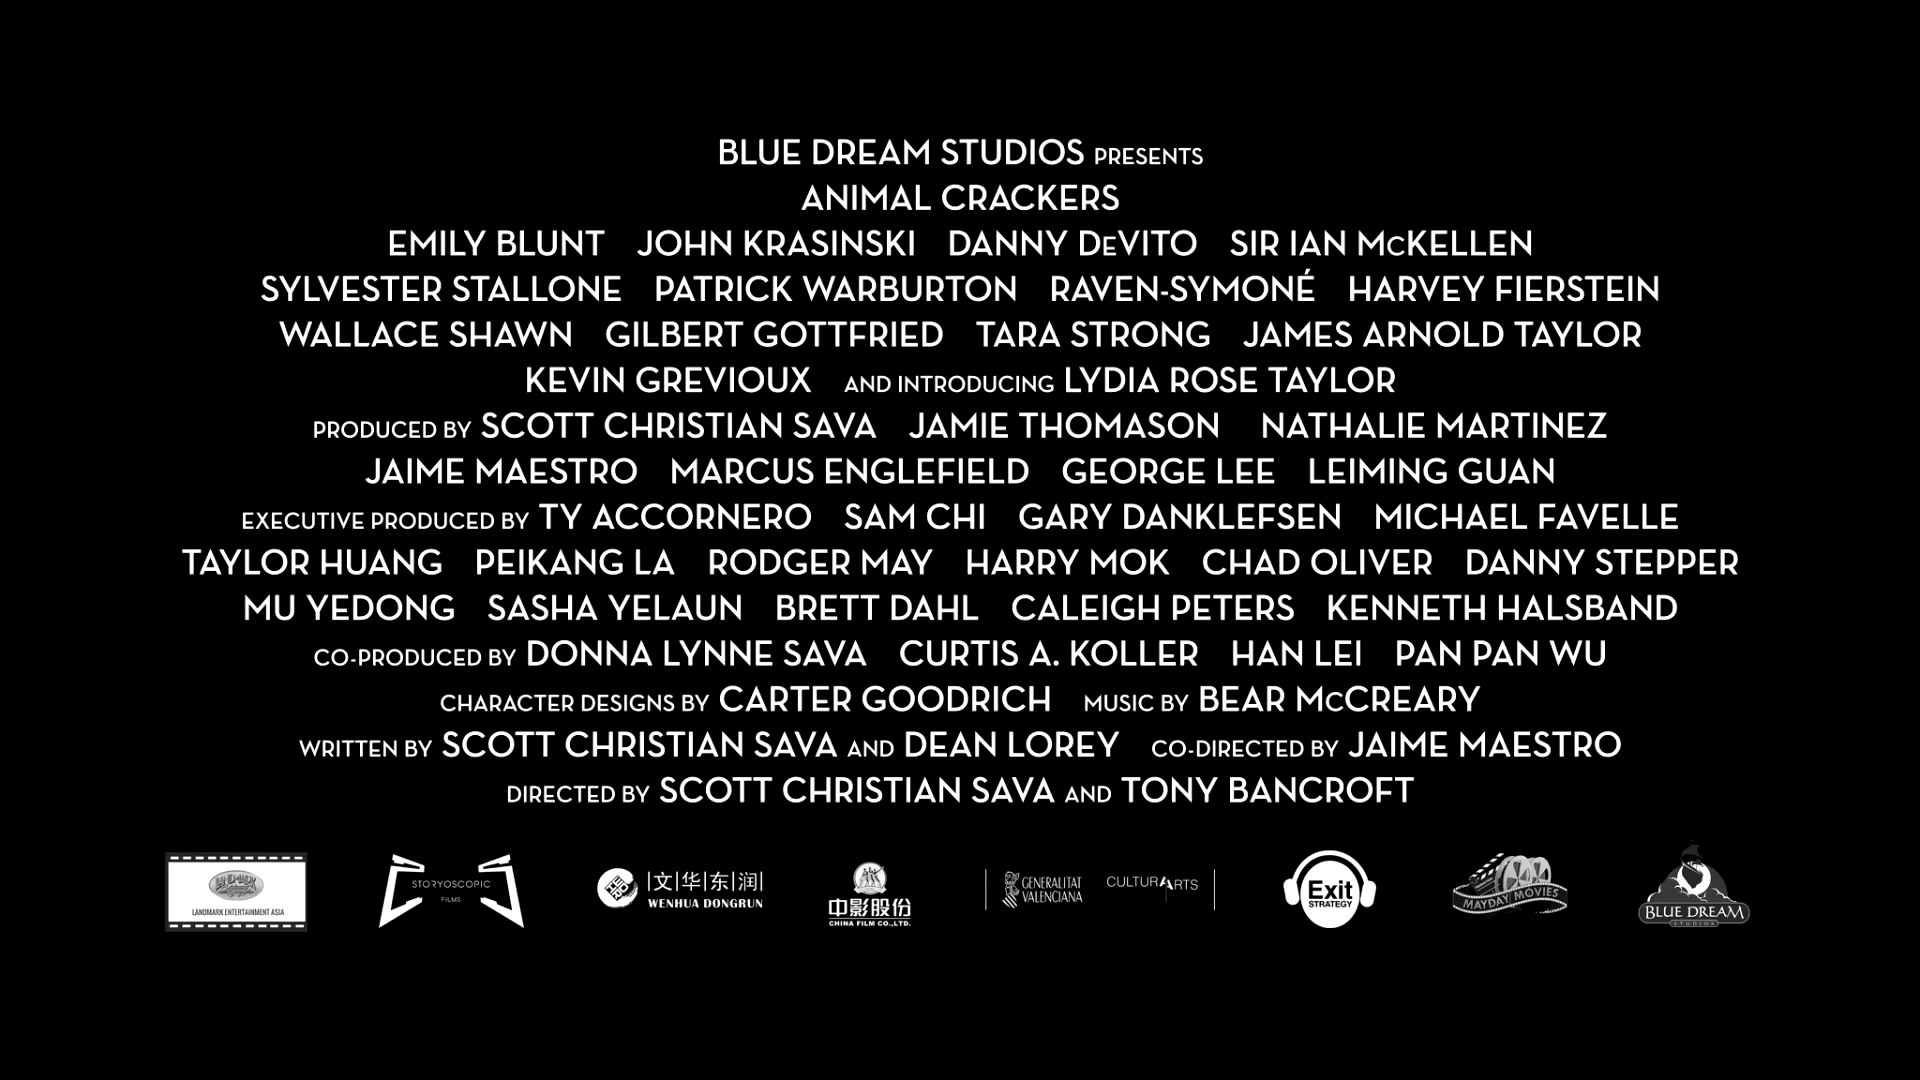 BLUE DREAM STUDIOS PRESENTS
ANIMAL CRACKERS
EMILY BLUNT JOHN KRASINSKI DANNY DeVITO SIR IAN McKELLEN
SYLVESTER STALLONE PATRICK WARBURTON RAVEN-SYMONÉ HARVEY FIERSTEIN
WALLACE SHAWN GILBERT GOTTFRIED TARA STRONG JAMES ARNOLD TAYLOR
KEVIN GREVIOUX AND INTRODUCING LYDIA ROSE TAYLOR
PRODUCED BY SCOTT CHRISTIAN SAVA JAMIE THOMASON NATHALIE MARTINEZ
JAIME MAESTRO MARCUS ENGLEFIELD GEORGE LEE LEIMING GUAN
EXECUTIVE PRODUCED BY TY ACCORNERO SAM CHI GARY DANKLEFSEN MICHAEL FAVELLE
TAYLOR HUANG PEIKANG LA RODGER MAY HARRY MOK CHAD OLIVER DANNY STEPPER
MU YEDONG SASHA YELAUN BRETT DAHL CALEIGH PETERS KENNETH HALSBAND
CO-PRODUCED BY DONNA LYNNE SAVA CURTIS A. KOLLER HAN LEI PAN PAN WU
CHARACTER DESIGNS BY CARTER GOODRICH MUSIC BY BEAR McCREARY
WRITTEN BY SCOTT CHRISTIAN SAVA AND DEAN LOREY CO-DIRECTED BY JAIME MAESTRO
DIRECTED BY SCOTT CHRISTIAN SAVA AND TONY BANCROFT
LANDMARK
LANDMARK ENTERTAINMENT ASIA
STORYOSCOPIC
FILMS
文|华|东|润
WENHUA DONGRUN
中影股份
CHINA FILM CO.,LTD.
GENERALITAT
VALENCIANA
CULTURARTS
Exit
STRATEGY
MAYDAY MOVIES
BLUE DREAM
STUDIOS